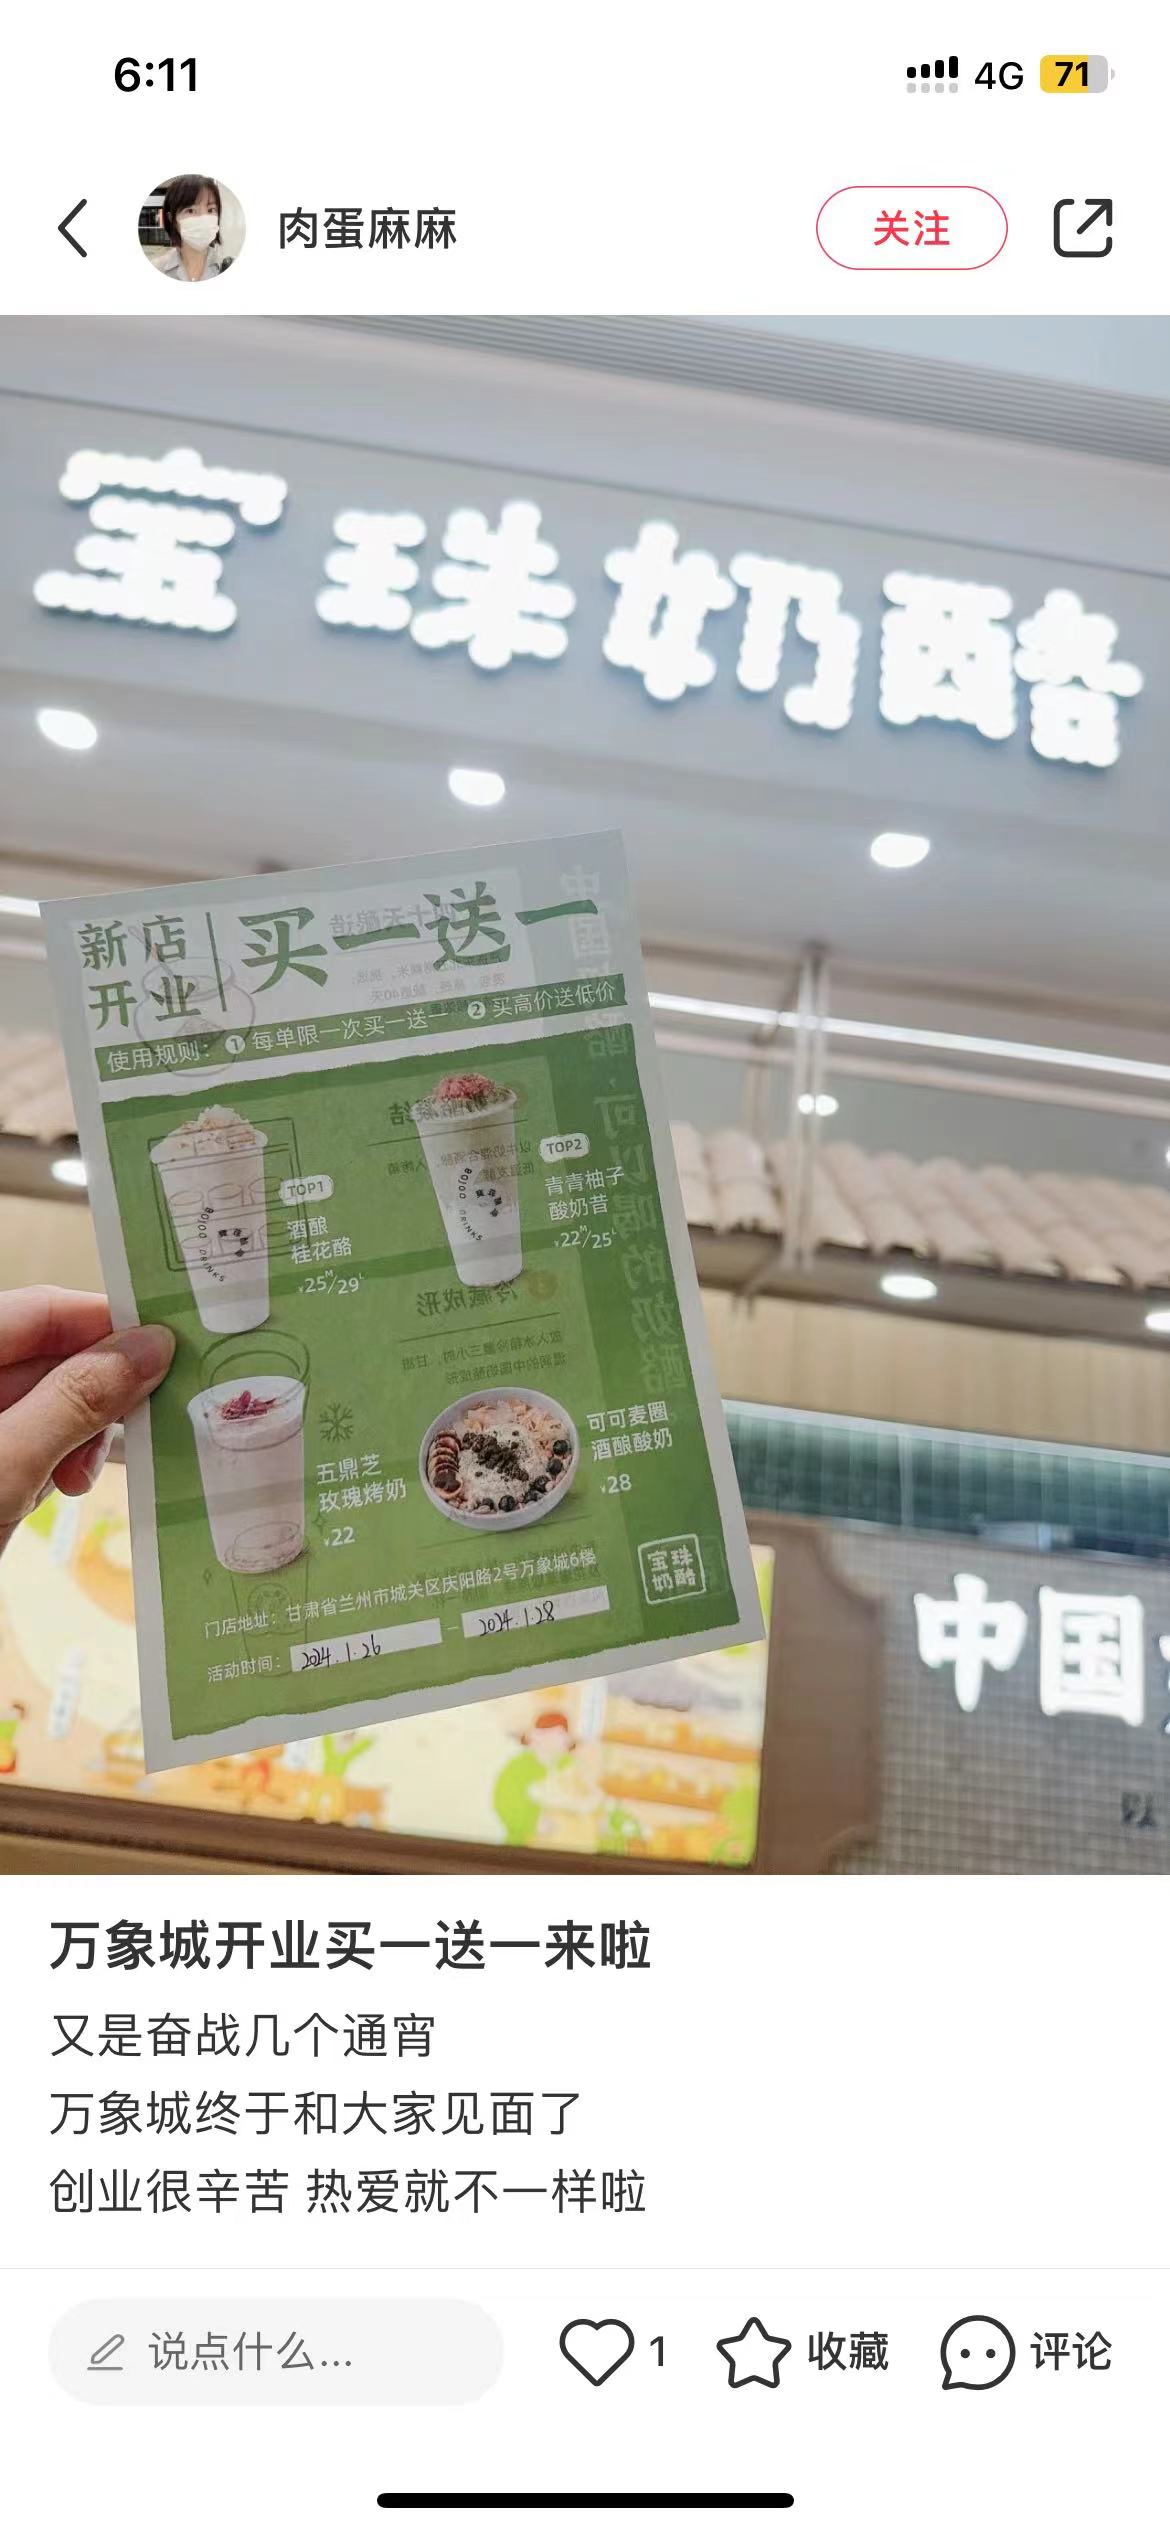 6:11
4G
71
肉蛋麻麻
关注
宝珠奶酪
新店
开业
买一送一
使用规则：1 每单限一次买一送一 2 买高价送低价
TOP1
酒酿
桂花酪
¥25M/29L
TOP2
青青柚子
酸奶昔
¥22M/25L
五鼎芝
玫瑰烤奶
¥22
可可麦圈
酒酿酸奶
¥28
宝珠
奶酪
门店地址：甘肃省兰州市城关区庆阳路2号万象城6楼
活动时间：2024.1.26 - 2024.1.28
中国
万象城开业买一送一来啦
又是奋战几个通宵
万象城终于和大家见面了
创业很辛苦 热爱就不一样啦
说点什么...
1
收藏
评论